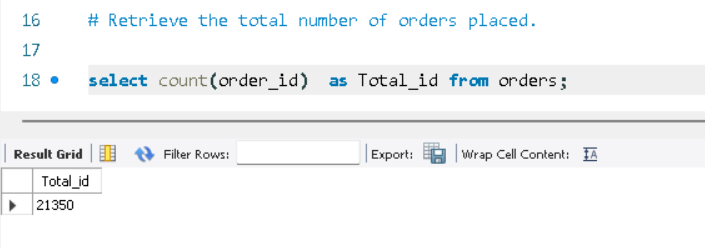 16 # Retrieve the total number of orders placed.
17
18 select count(order_id) as Total_id from orders;
Result Grid Filter Rows: Export: Wrap Cell Content: IA
Total_id
21350